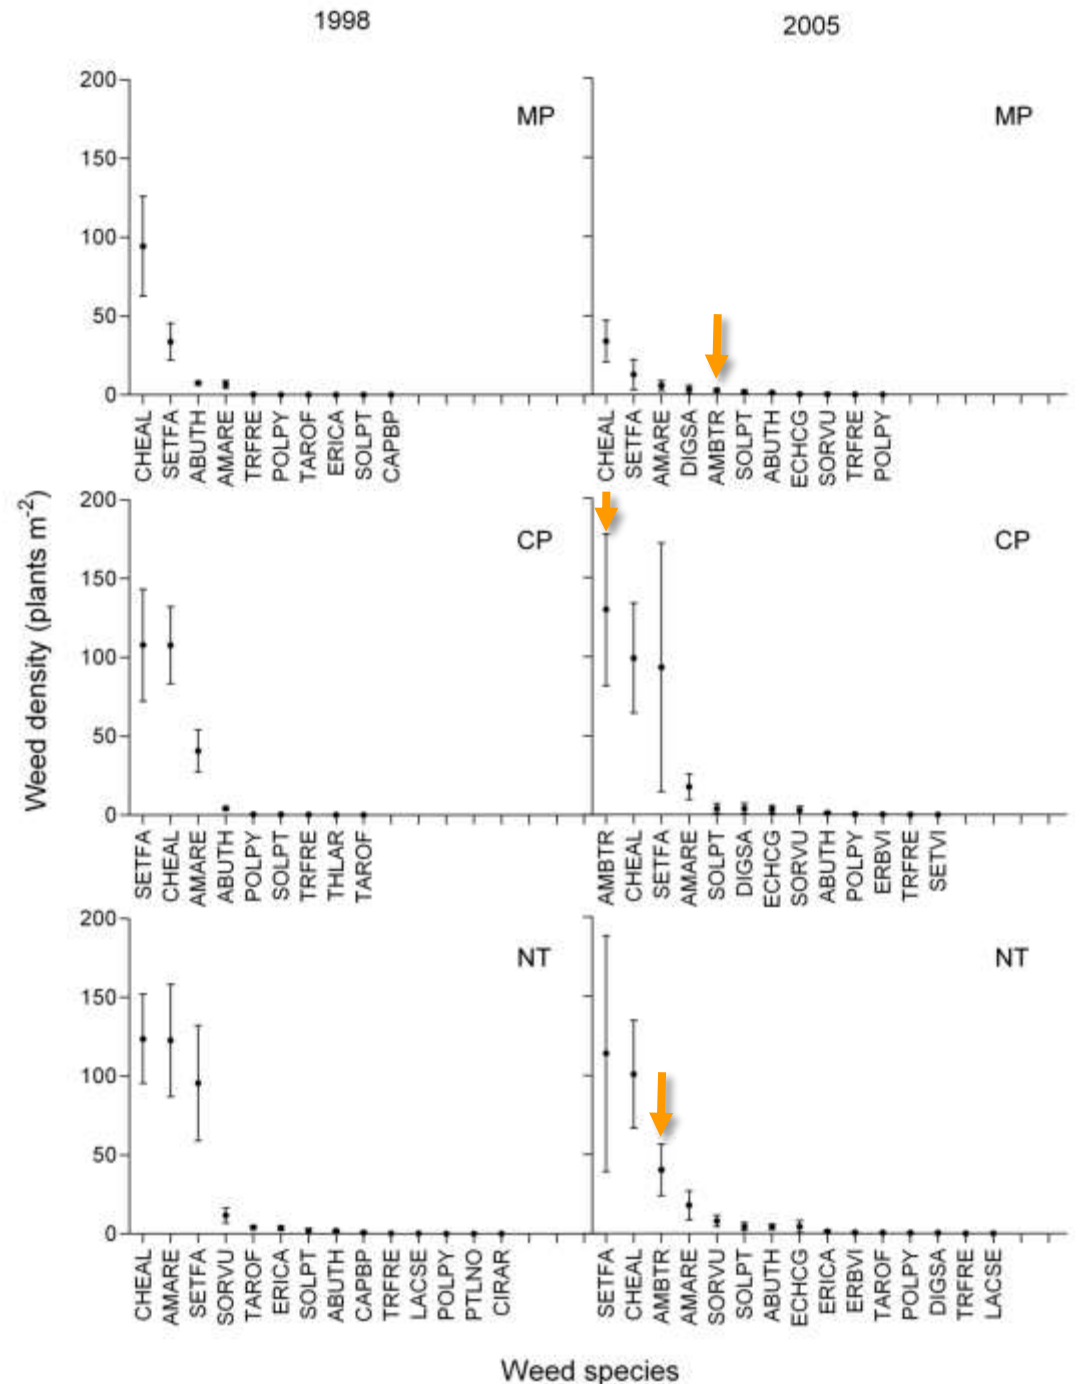 1998
2005
Weed density (plants m⁻²)
200
150
100
50
0
MP
CHEAL
SETFA
ABUTH
AMARE
TRFRE
POLPY
TAROF
ERICA
SOLPT
CAPBP
MP
CHEAL
SETFA
AMARE
DIGSA
AMBTR
SOLPT
ABUTH
ECHCG
SORVU
TRFRE
POLPY
200
150
100
50
0
CP
SETFA
CHEAL
AMARE
ABUTH
POLPY
SOLPT
TRFRE
THLAR
TAROF
CP
AMBTR
CHEAL
SETFA
AMARE
SOLPT
DIGSA
ECHCG
SORVU
ABUTH
POLPY
ERBVI
TRFRE
SETVI
200
150
100
50
0
NT
CHEAL
AMARE
SETFA
SORVU
TAROF
ERICA
SOLPT
ABUTH
CAPBP
TRFRE
LACSE
POLPY
PTLNO
CIRAR
NT
SETFA
CHEAL
AMBTR
AMARE
SORVU
SOLPT
ABUTH
ECHCG
ERICA
ERBVI
TAROF
POLPY
DIGSA
TRFRE
LACSE
Weed species